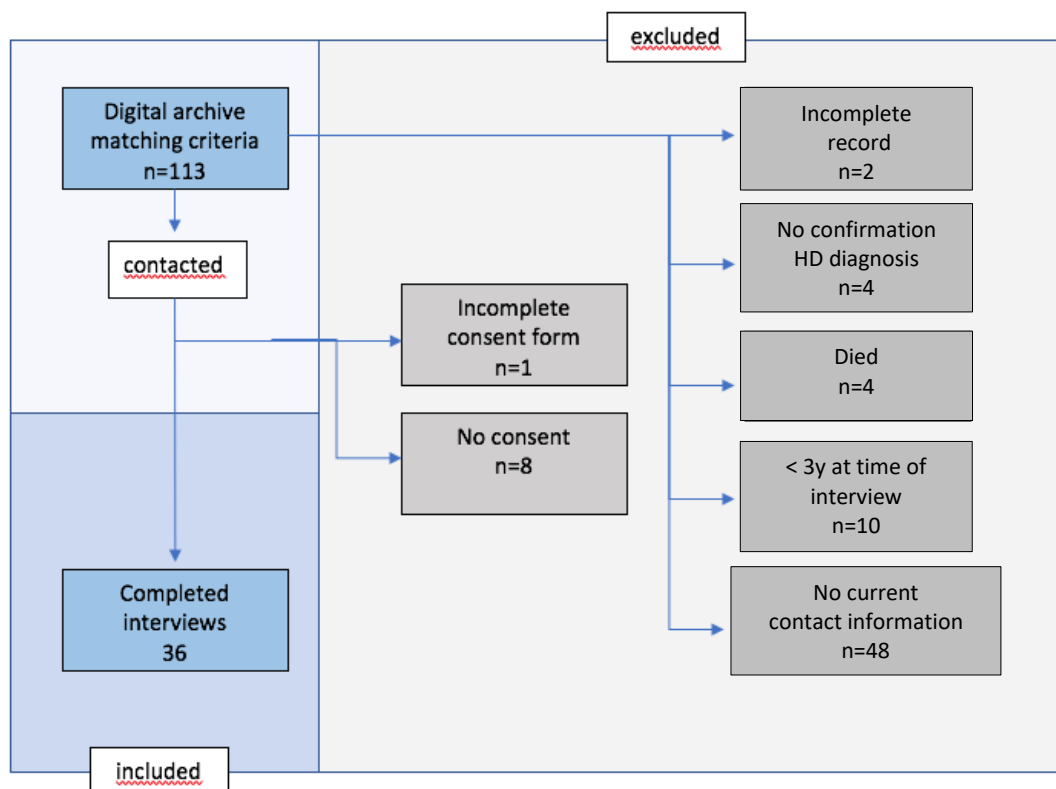 excluded
Digital archive
matching criteria
n=113
contacted
Incomplete
record
n=2
No confirmation
HD diagnosis
n=4
Incomplete
consent form
n=1
Died
n=4
No consent
n=8
< 3y at time of
interview
n=10
Completed
interviews
36
No current
contact information
n=48
included